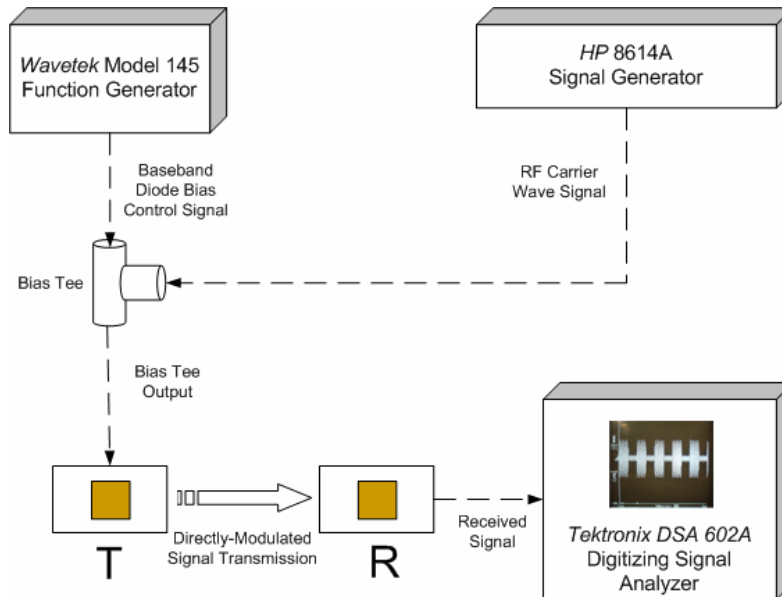 Wavetek Model 145
Function Generator
HP 8614A
Signal Generator
Baseband
Diode Bias
Control Signal
RF Carrier
Wave Signal
Bias Tee
Bias Tee
Output
Directly-Modulated
Signal Transmission
Received
Signal
T
R
Tektronix DSA 602A
Digitizing Signal
Analyzer